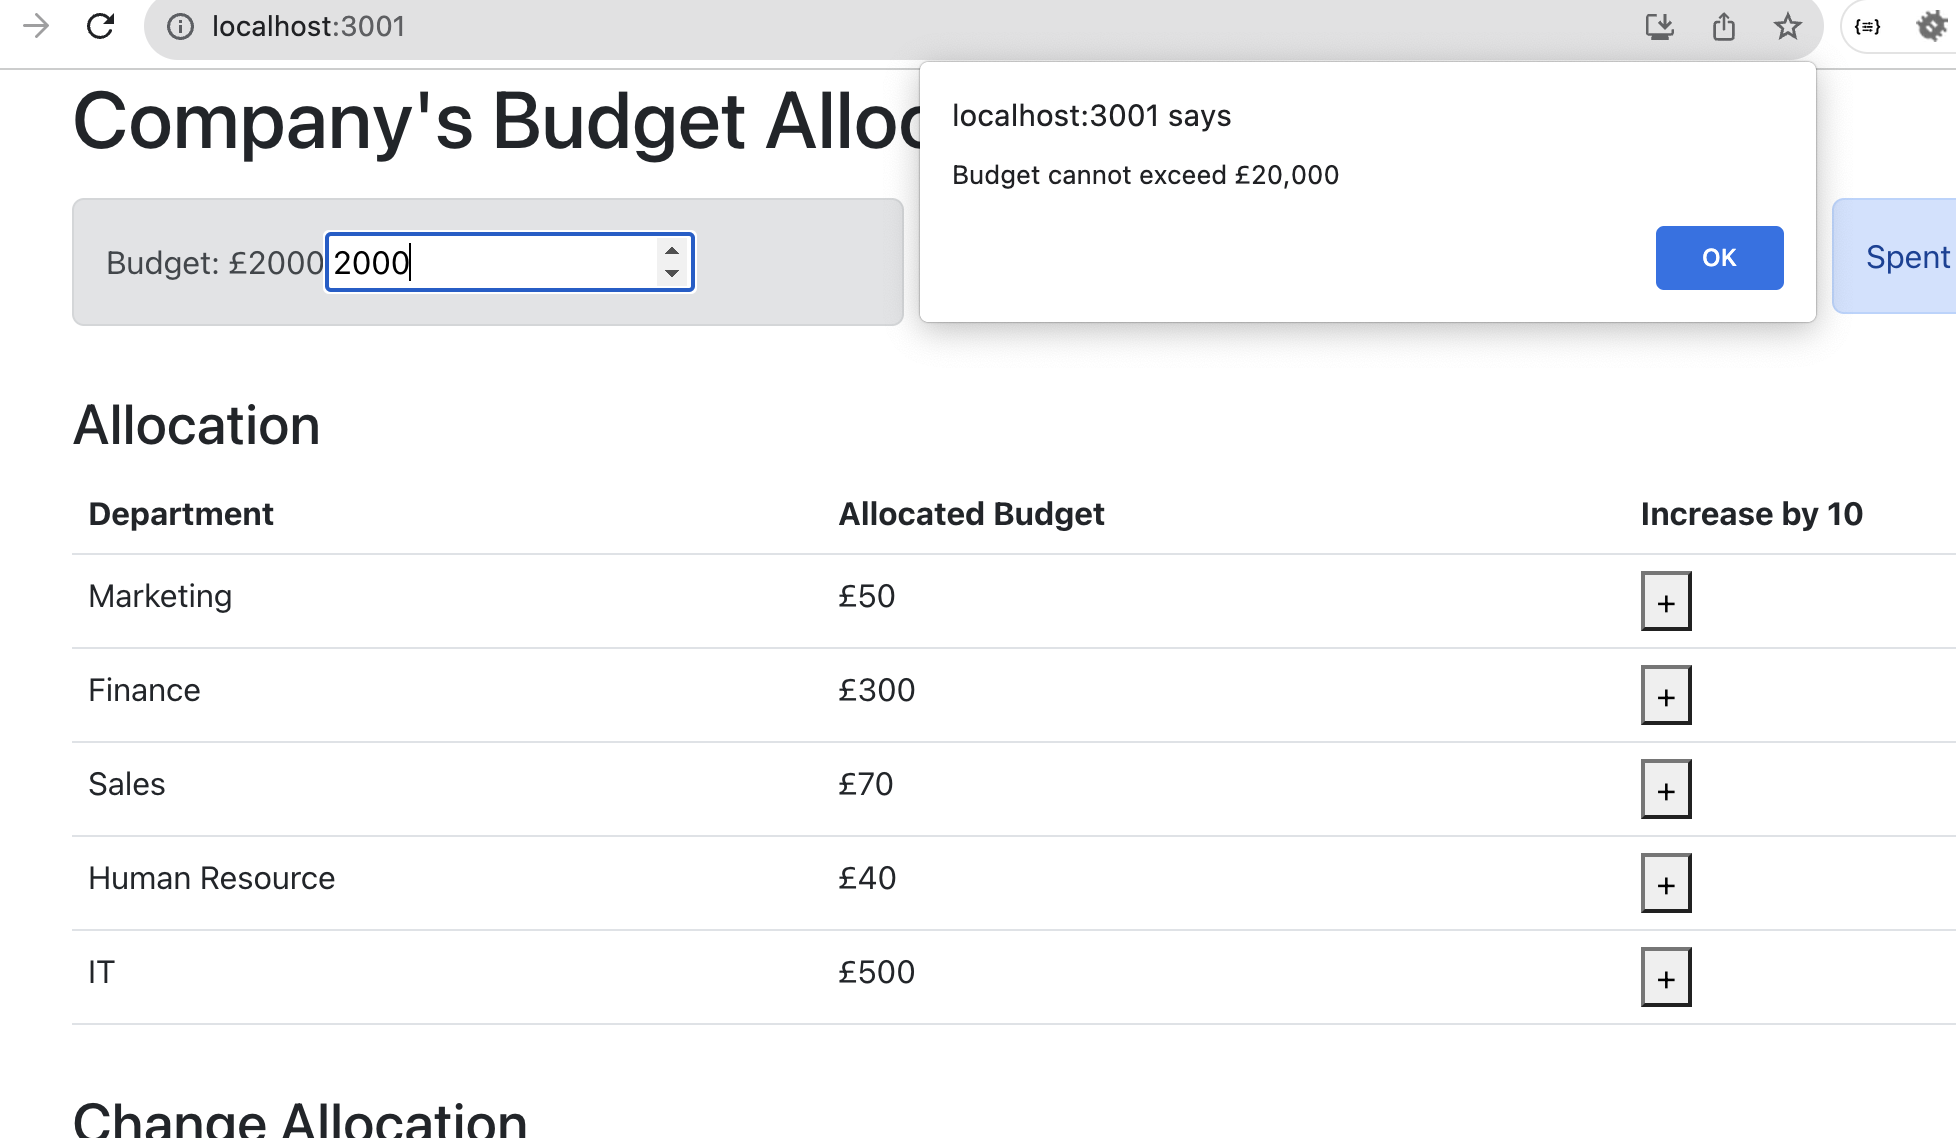 localhost:3001
Company's Budget Alloc
localhost:3001 says
Budget cannot exceed £20,000
OK
Budget: £2000
2000
Spent
Allocation
Department Allocated Budget Increase by 10
Marketing £50 +
Finance £300 +
Sales £70 +
Human Resource £40 +
IT £500 +
Change Allocation